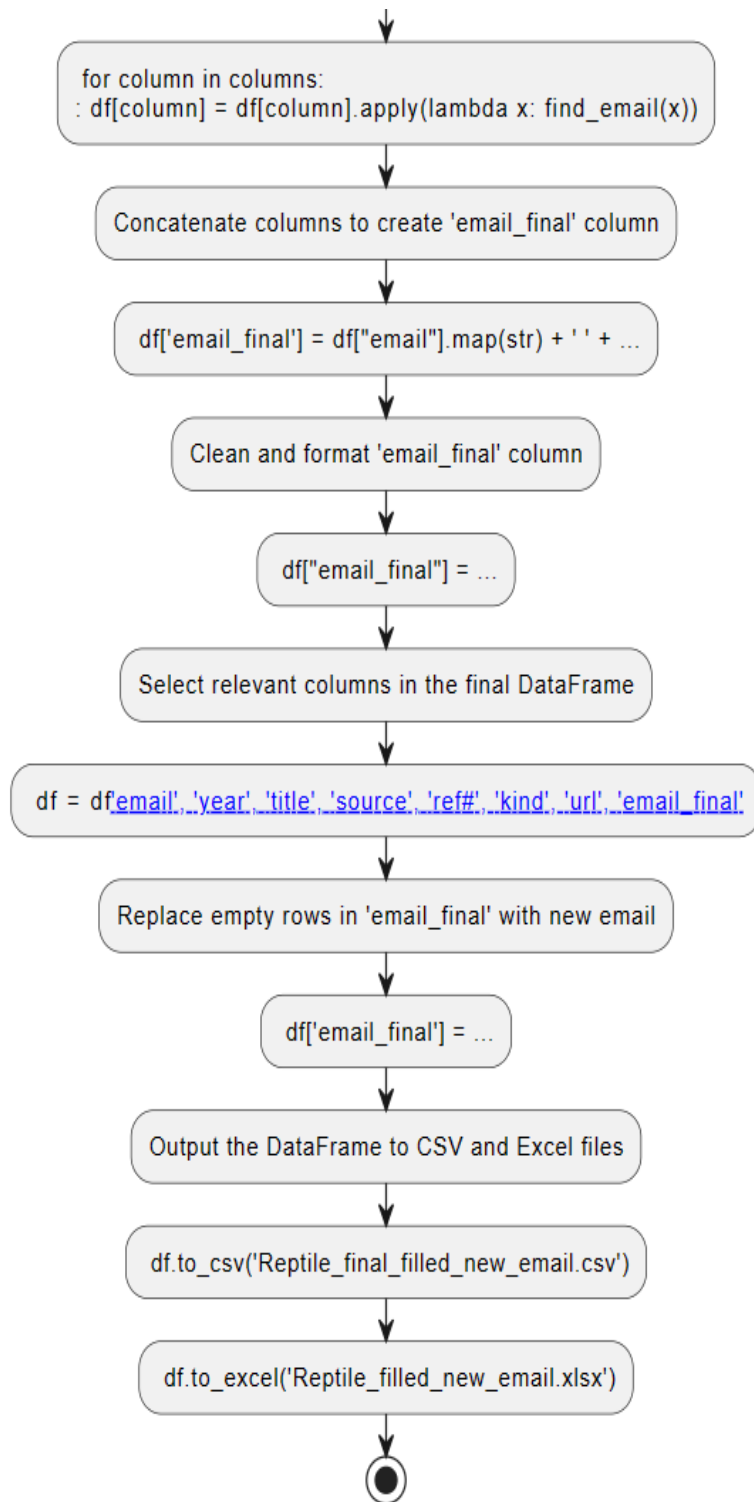 for column in columns:
: df[column] = df[column].apply(lambda x: find_email(x))
Concatenate columns to create 'email_final' column
df['email_final'] = df["email"].map(str) + ' ' + ...
Clean and format 'email_final' column
df["email_final"] = ...
Select relevant columns in the final DataFrame
df = df'email', 'year', 'title', 'source', 'ref#', 'kind', 'url', 'email_final'
Replace empty rows in 'email_final' with new email
df['email_final'] = ...
Output the DataFrame to CSV and Excel files
df.to_csv('Reptile_final_filled_new_email.csv')
df.to_excel('Reptile_filled_new_email.xlsx')